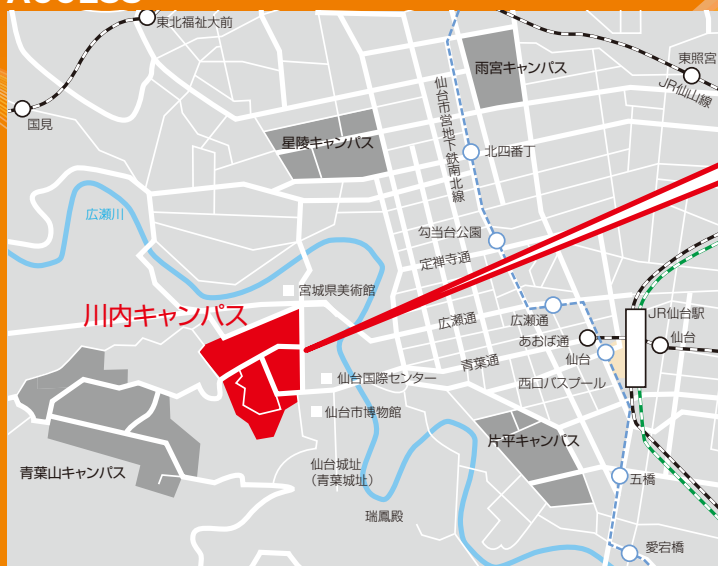 ACCESS
東北福祉大前
雨宮キャンパス
東照宮
JR仙山線
国見
仙台市営地下鉄南北線
星陵キャンパス
北四番丁
広瀬川
勾当台公園
定禅寺通
宮城県美術館
川内キャンパス
広瀬通
広瀬通
JR仙台駅
あおば通
仙台
青葉通
仙台
仙台国際センター
西口バスプール
仙台市博物館
片平キャンパス
青葉山キャンパス
仙台城址
（青葉城址）
五橋
瑞鳳殿
愛宕橋